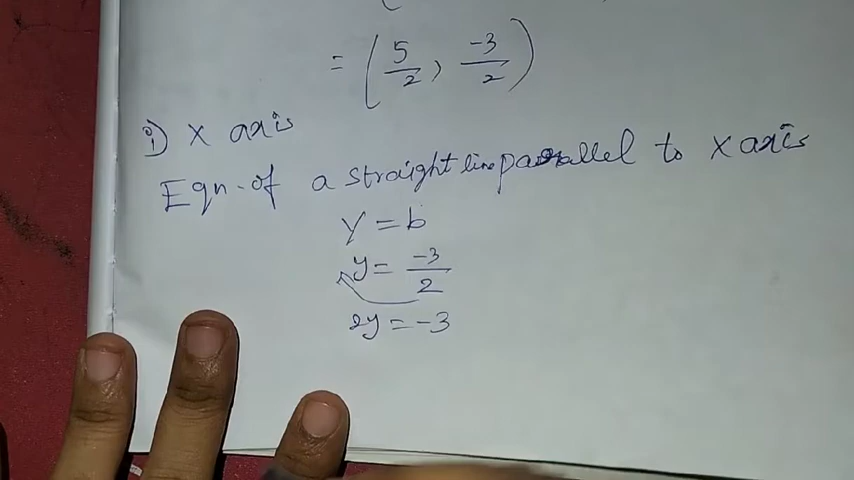 = (5/2, -3/2)
i) X axis
Eqn. of a straight line parallel to X axis
Y = b
y = -3/2
2y = -3